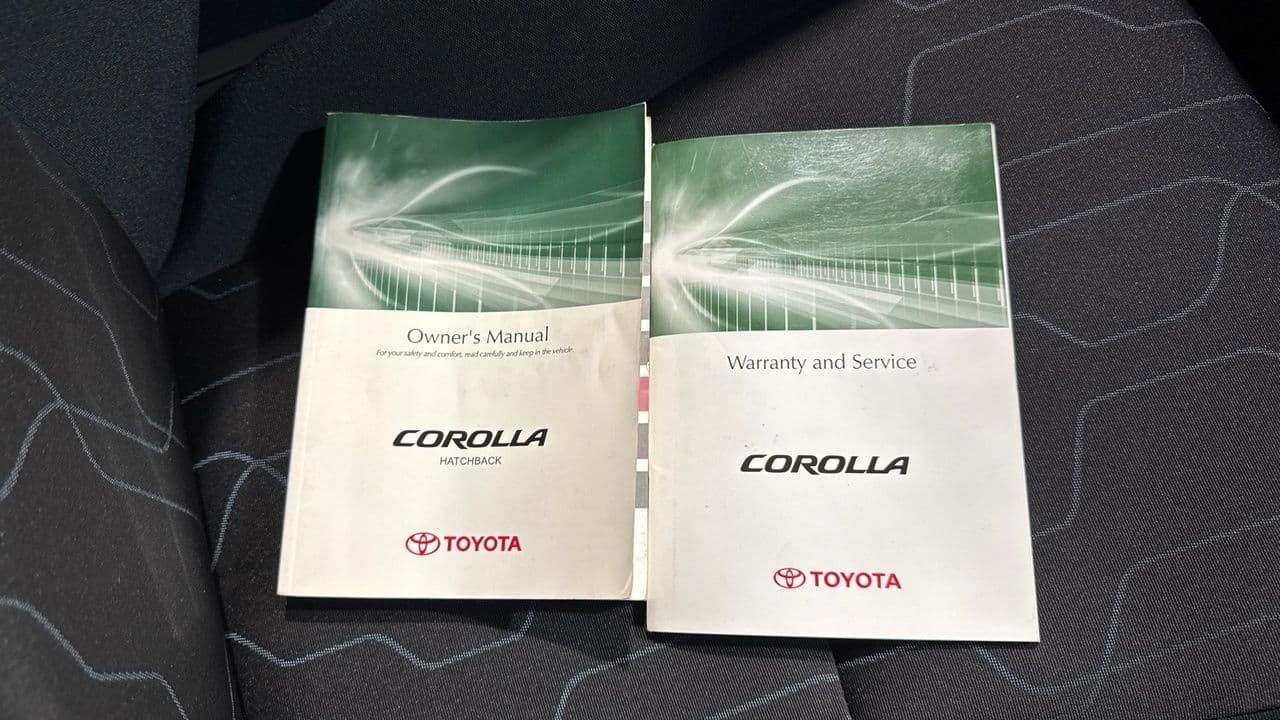 Owner's Manual
For your safety and comfort, read carefully and keep in the vehicle.
COROLLA
HATCHBACK
TOYOTA
Warranty and Service
COROLLA
TOYOTA